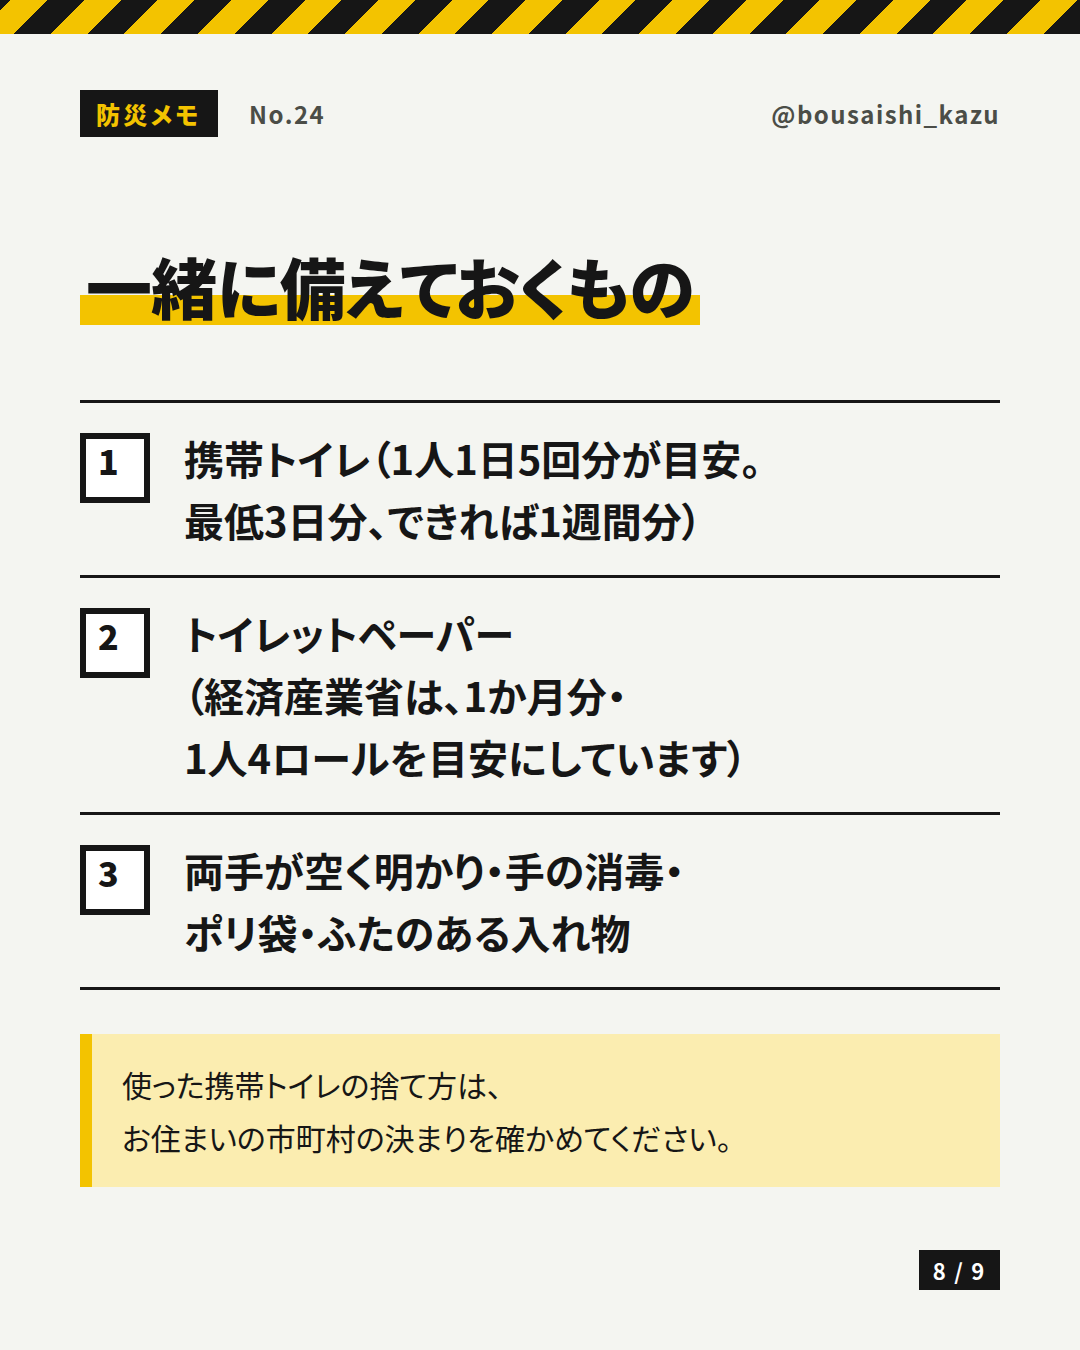 防災メモ No.24 @bousaishi_kazu
一緒に備えておくもの
1 携帯トイレ（1人1日5回分が目安。
最低3日分、できれば1週間分）
2 トイレットペーパー
（経済産業省は、1か月分・
1人4ロールを目安にしています）
3 両手が空く明かり・手の消毒・
ポリ袋・ふたのある入れ物
使った携帯トイレの捨て方は、
お住まいの市町村の決まりを確かめてください。
8 / 9